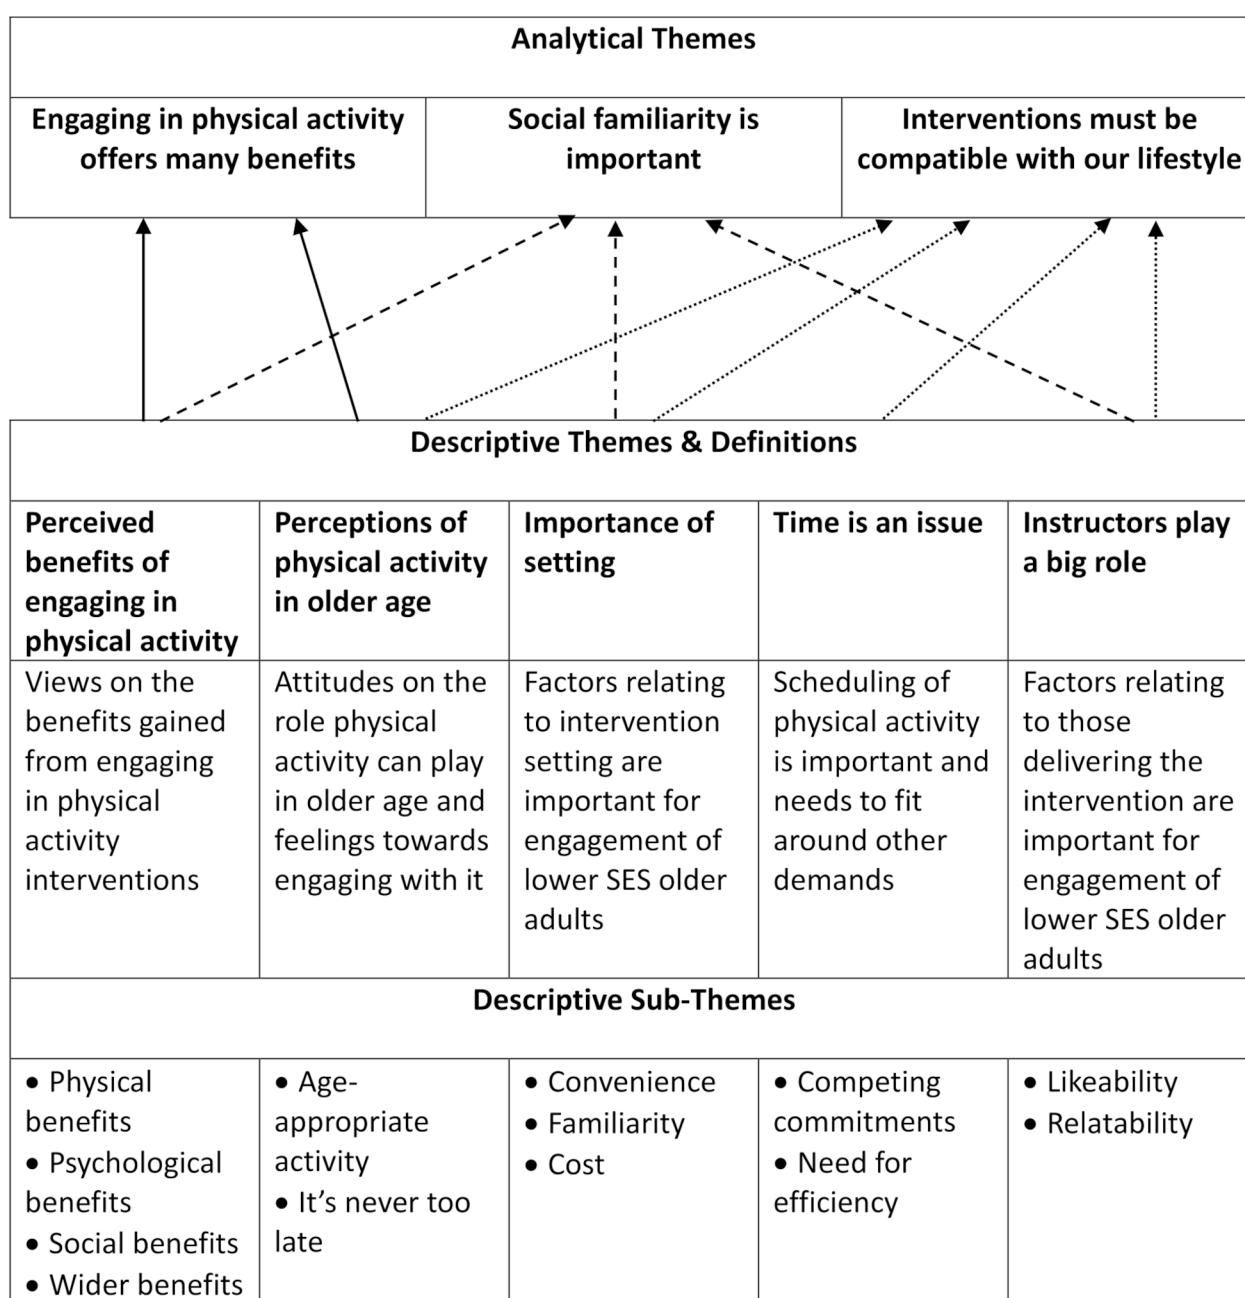 Analytical Themes
Engaging in physical activity
offers many benefits
Social familiarity is
important
Interventions must be
compatible with our lifestyle
Descriptive Themes & Definitions
Perceived
benefits of
engaging in
physical activity
Perceptions of
physical activity
in older age
Importance of
setting
Time is an issue
Instructors play
a big role
Views on the
benefits gained
from engaging
in physical
activity
interventions
Attitudes on the
role physical
activity can play
in older age and
feelings towards
engaging with it
Factors relating
to intervention
setting are
important for
engagement of
lower SES older
adults
Scheduling of
physical activity
is important and
needs to fit
around other
demands
Factors relating
to those
delivering the
intervention are
important for
engagement of
lower SES older
adults
Descriptive Sub-Themes
• Physical
benefits
• Psychological
benefits
• Social benefits
• Wider benefits
• Age-
appropriate
activity
• It’s never too
late
• Convenience
• Familiarity
• Cost
• Competing
commitments
• Need for
efficiency
• Likeability
• Relatability